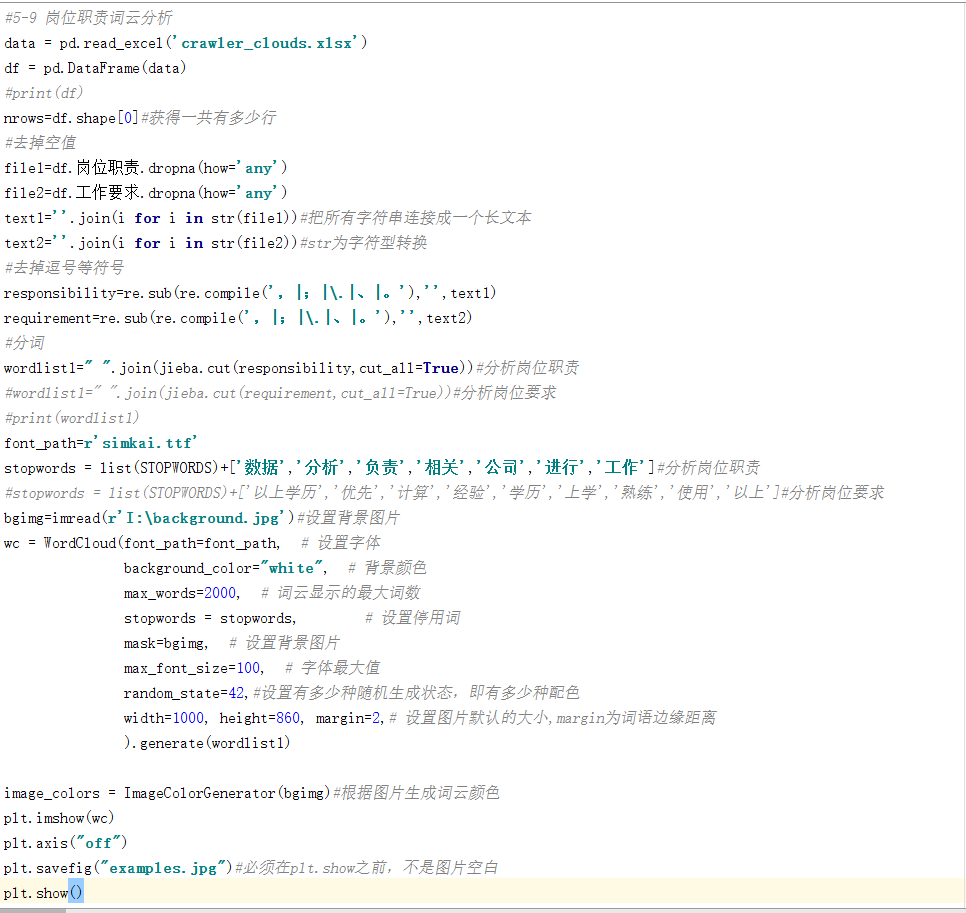 #5-9 岗位职责词云分析
data = pd.read_excel('crawler_clouds.xlsx')
df = pd.DataFrame(data)
#print(df)
nrows=df.shape[0]#获得一共有多少行
#去掉空值
file1=df.岗位职责.dropna(how='any')
file2=df.工作要求.dropna(how='any')
text1=''.join(i for i in str(file1))#把所有字符串连接成一个长文本
text2=''.join(i for i in str(file2))#str为字符型转换
#去掉逗号等符号
responsibility=re.sub(re.compile('，|；|\.|、|。'),'',text1)
requirement=re.sub(re.compile('，|；|\.|、|。'),'',text2)
#分词
wordlist1=" ".join(jieba.cut(responsibility,cut_all=True))#分析岗位职责
#wordlist1=" ".join(jieba.cut(requirement,cut_all=True))#分析岗位要求
#print(wordlist1)
font_path=r'simkai.ttf'
stopwords = list(STOPWORDS)+['数据','分析','负责','相关','公司','进行','工作']#分析岗位职责
#stopwords = list(STOPWORDS)+['以上学历','优先','计算','经验','学历','上学','熟练','使用','以上']#分析岗位要求
bgimg=imread(r'I:\background.jpg')#设置背景图片
wc = WordCloud(font_path=font_path,  # 设置字体
background_color="white",  # 背景颜色
max_words=2000,  # 词云显示的最大词数
stopwords = stopwords,        # 设置停用词
mask=bgimg,  # 设置背景图片
max_font_size=100,  # 字体最大值
random_state=42,#设置有多少种随机生成状态，即有多少种配色
width=1000, height=860, margin=2,# 设置图片默认的大小,margin为词语边缘距离
).generate(wordlist1)
image_colors = ImageColorGenerator(bgimg)#根据图片生成词云颜色
plt.imshow(wc)
plt.axis("off")
plt.savefig("examples.jpg")#必须在plt.show之前，不是图片空白
plt.show()